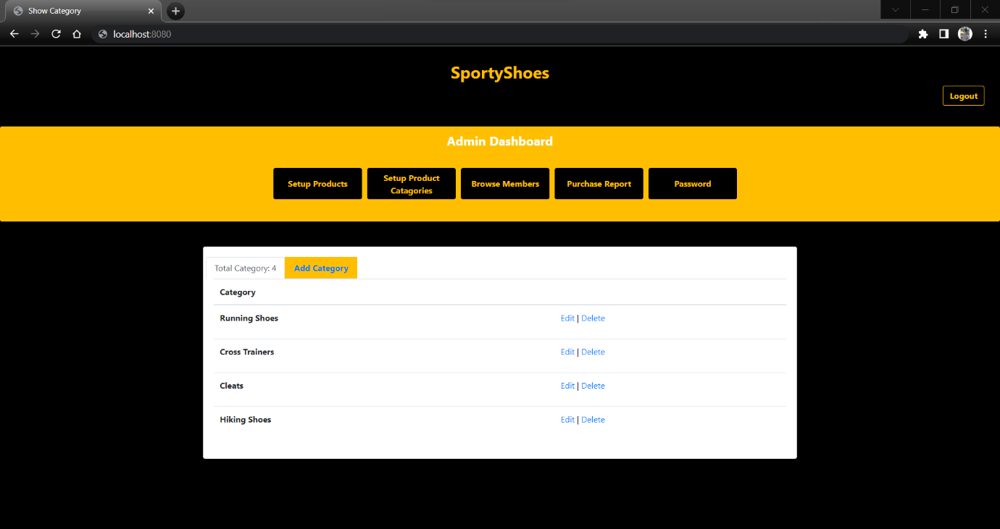 Show Category
localhost:8080
SportyShoes
Logout
Admin Dashboard
Setup Products
Setup Product
Catagories
Browse Members
Purchase Report
Password
Total Category: 4
Add Category
Category
Running Shoes
Edit | Delete
Cross Trainers
Edit | Delete
Cleats
Edit | Delete
Hiking Shoes
Edit | Delete